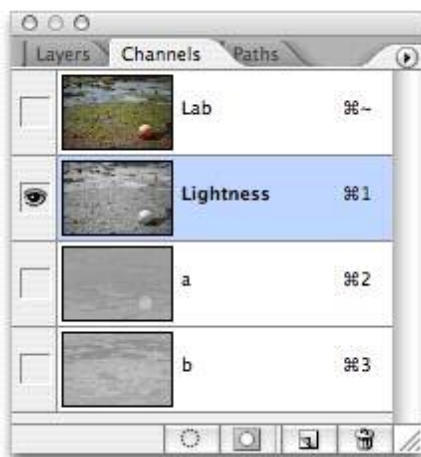 Layers Channels Paths
Lab ⌘~
Lightness ⌘1
a ⌘2
b ⌘3